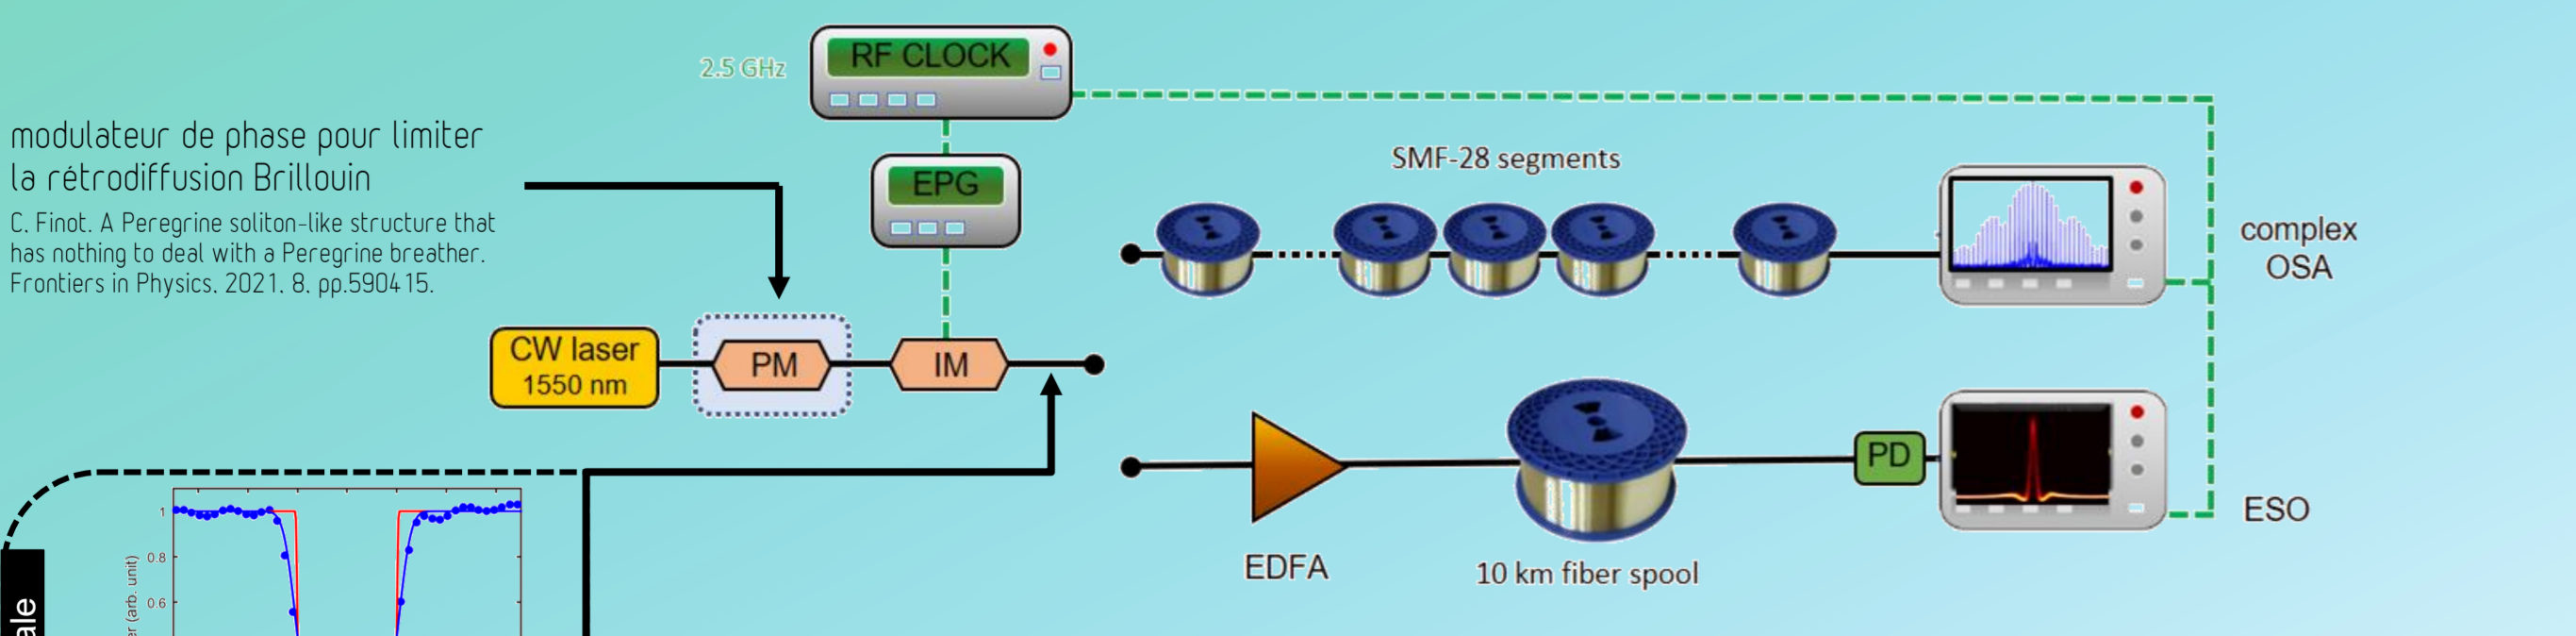 RF CLOCK
2.5 GHz
EPG
modulateur de phase pour limiter
la rétrodiffusion Brillouin
C. Finot. A Peregrine soliton-like structure that
has nothing to deal with a Peregrine breather.
Frontiers in Physics, 2021, 8, pp.590415.
SMF-28 segments
complex
OSA
CW laser
1550 nm
PM
IM
PD
ESO
EDFA
10 km fiber spool
1
0.8
0.6
er (arb. unit)
ale